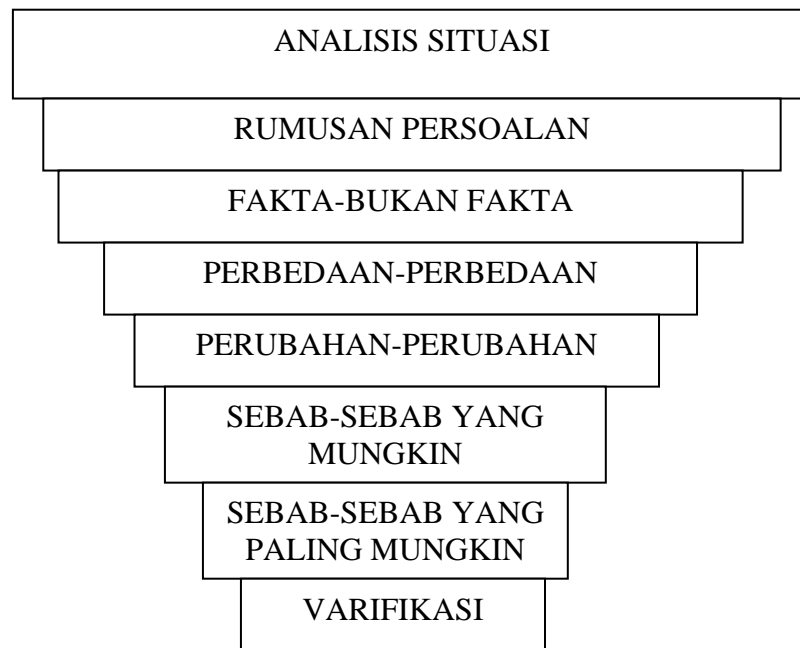 ANALISIS SITUASI
RUMUSAN PERSOALAN
FAKTA-BUKAN FAKTA
PERBEDAAN-PERBEDAAN
PERUBAHAN-PERUBAHAN
SEBAB-SEBAB YANG
MUNGKIN
SEBAB-SEBAB YANG
PALING MUNGKIN
VARIFIKASI